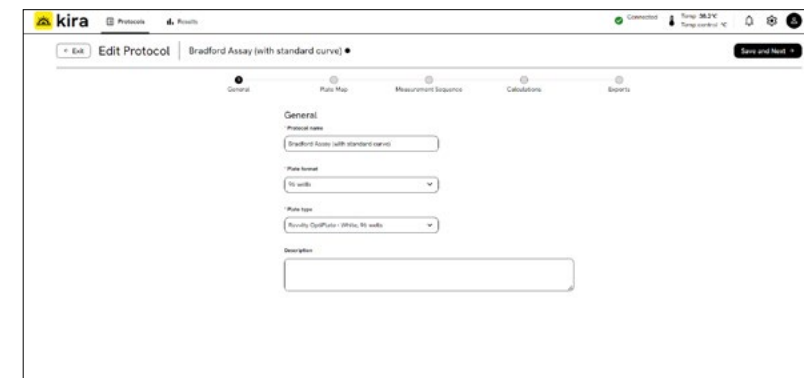 kira
Protocols
Results
Connected
Temp 38.2°C
Temp control °C
← Exit
Edit Protocol
Bradford Assay (with standard curve)
Save and Next →
General
Plate Map
Measurement Sequence
Calculations
Exports
General
*Protocol name
Bradford Assay (with standard curve)
*Plate format
96 wells
*Plate type
Revvity OptiPlate - White, 96 wells
Description